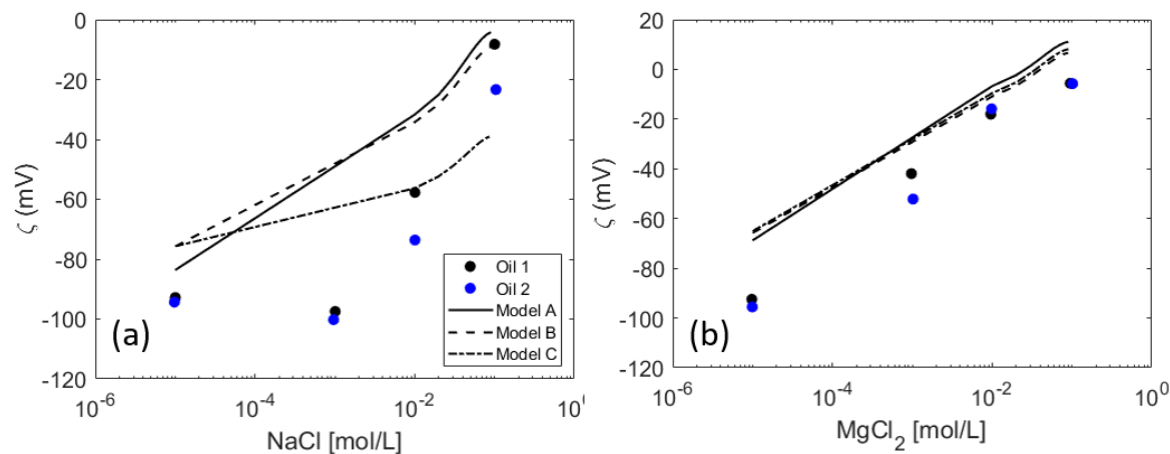 0
-20
-40
-60
-80
-100
-120
ζ (mV)
(a)
Oil 1
Oil 2
Model A
Model B
Model C
10⁻⁶
10⁻⁴
10⁻²
NaCl [mol/L]
20
0
-20
-40
-60
-80
-100
-120
ζ (mV)
(b)
10⁻⁶
10⁻⁴
10⁻²
10⁰
MgCl₂ [mol/L]